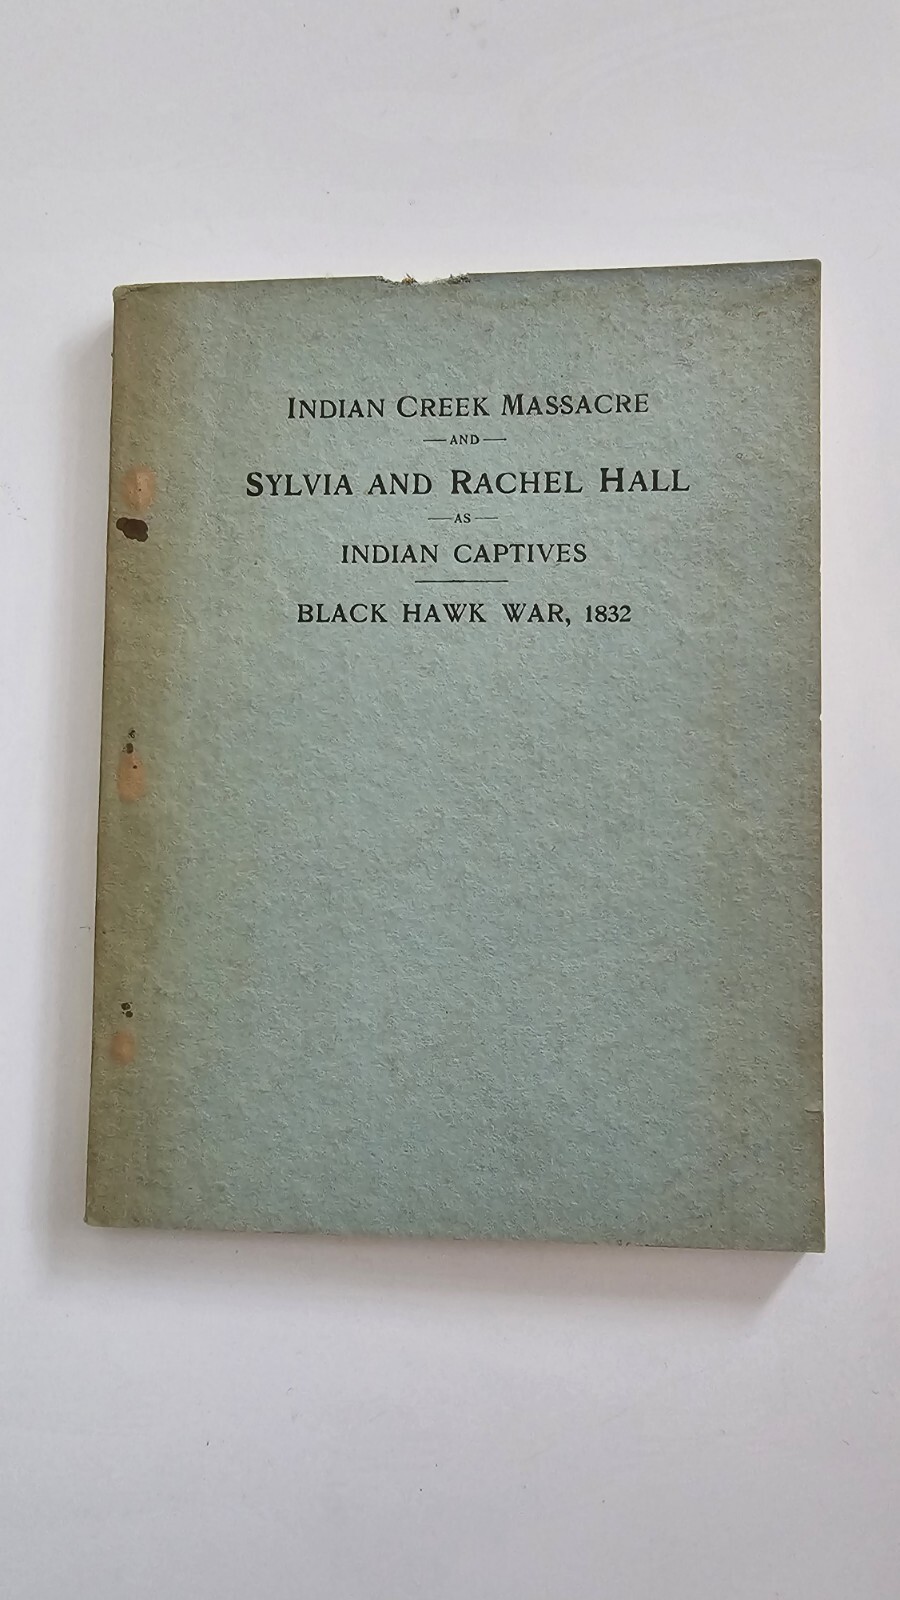 INDIAN CREEK MASSACRE
—AND—
SYLVIA AND RACHEL HALL
—AS—
INDIAN CAPTIVES
BLACK HAWK WAR, 1832